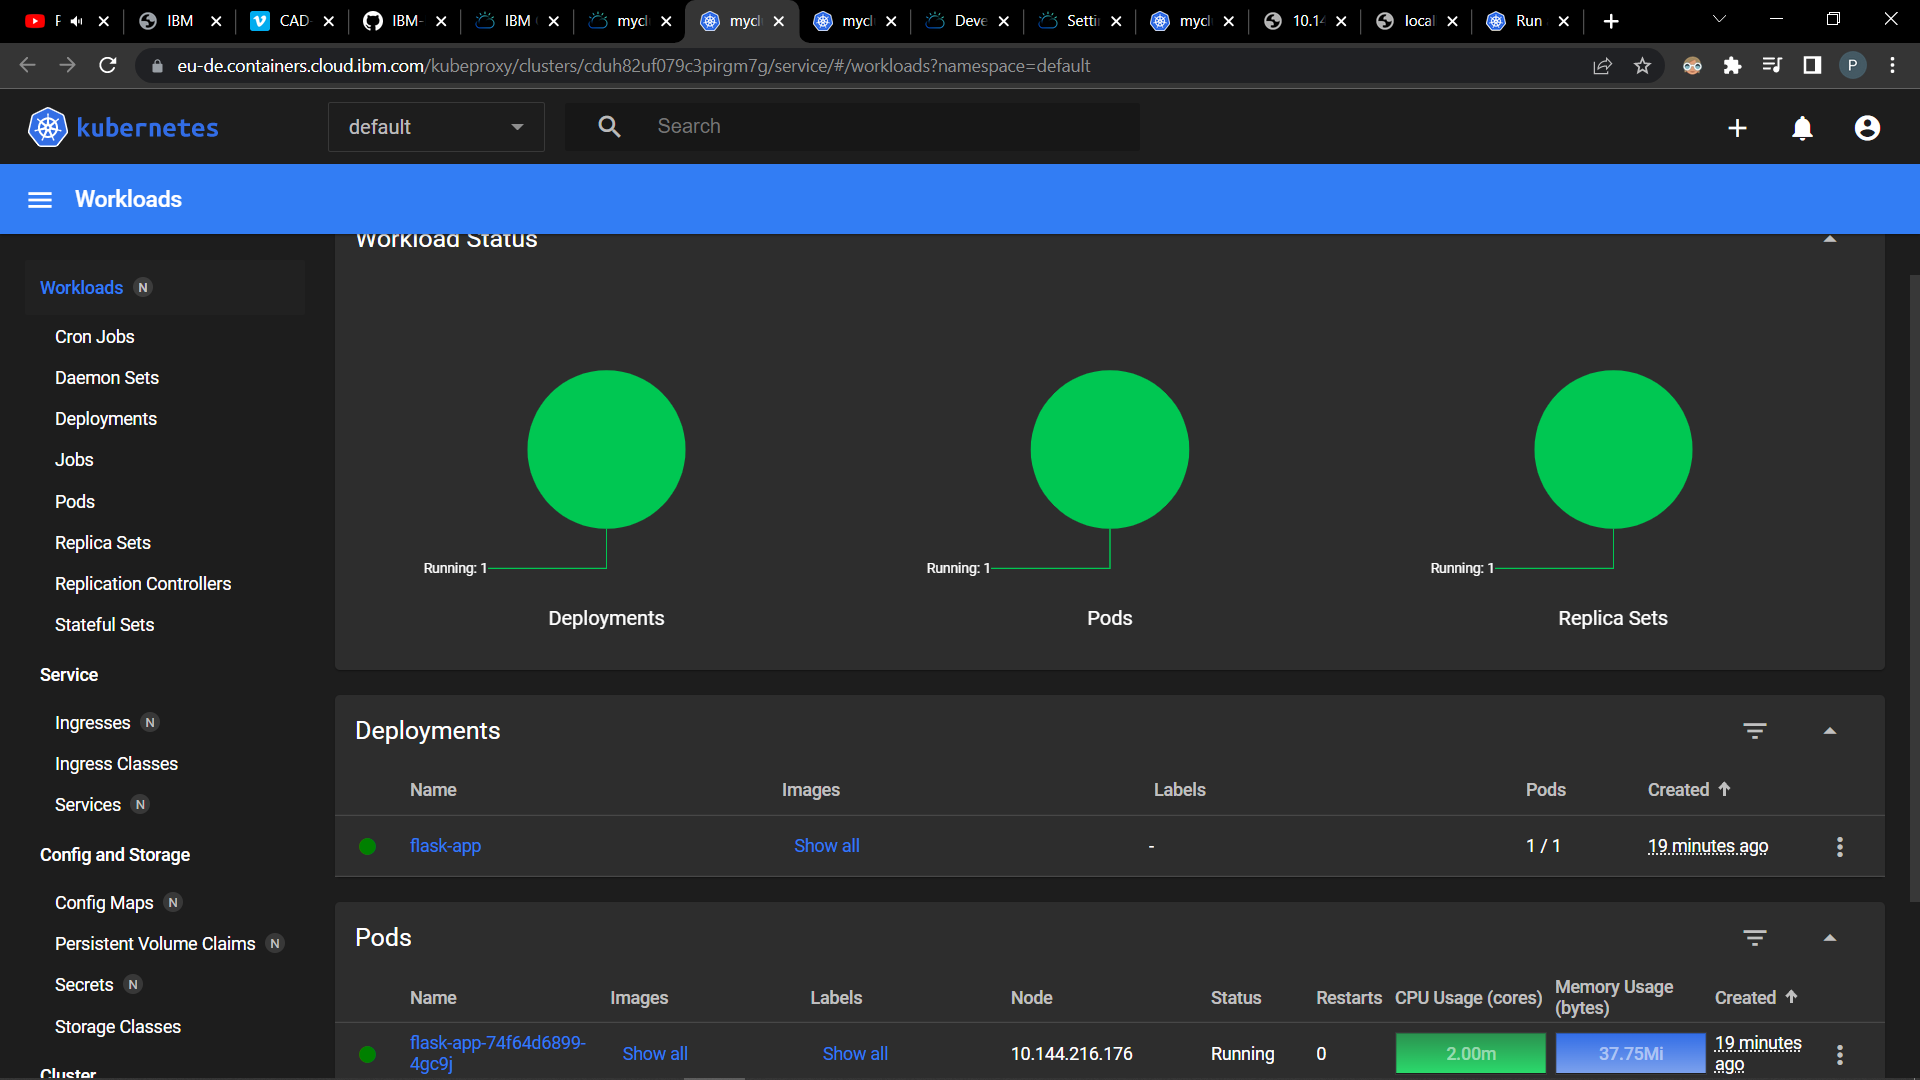 F
IBM
CAD
IBM-
IBM
mycl
mycl
mycl
Deve
Setti
mycl
10.14
local
Run
eu-de.containers.cloud.ibm.com/kubeproxy/clusters/cduh82uf079c3pirgm7g/service/#/workloads?namespace=default
P
kubernetes
default
Search
Workloads
Workload Status
Workloads N
Cron Jobs
Daemon Sets
Deployments
Jobs
Pods
Replica Sets
Replication Controllers
Stateful Sets
Service
Ingresses N
Ingress Classes
Services N
Config and Storage
Config Maps N
Persistent Volume Claims N
Secrets N
Storage Classes
Cluster
Running: 1
Deployments
Running: 1
Pods
Running: 1
Replica Sets
Deployments
Name Images Labels Pods Created
flask-app Show all - 1 / 1 19 minutes ago
Pods
Name Images Labels Node Status Restarts CPU Usage (cores) Memory Usage (bytes) Created
flask-app-74f64d6899-4gc9j Show all Show all 10.144.216.176 Running 0 2.00m 37.75Mi 19 minutes ago